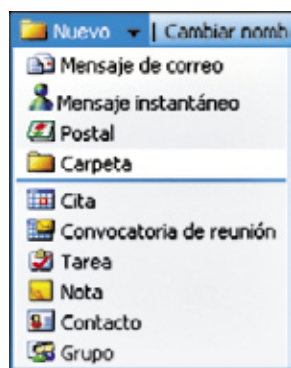 Nuevo | Cambiar nomb
Mensaje de correo
Mensaje instantáneo
Postal
Carpeta
Cita
Convocatoria de reunión
Tarea
Nota
Contacto
Grupo